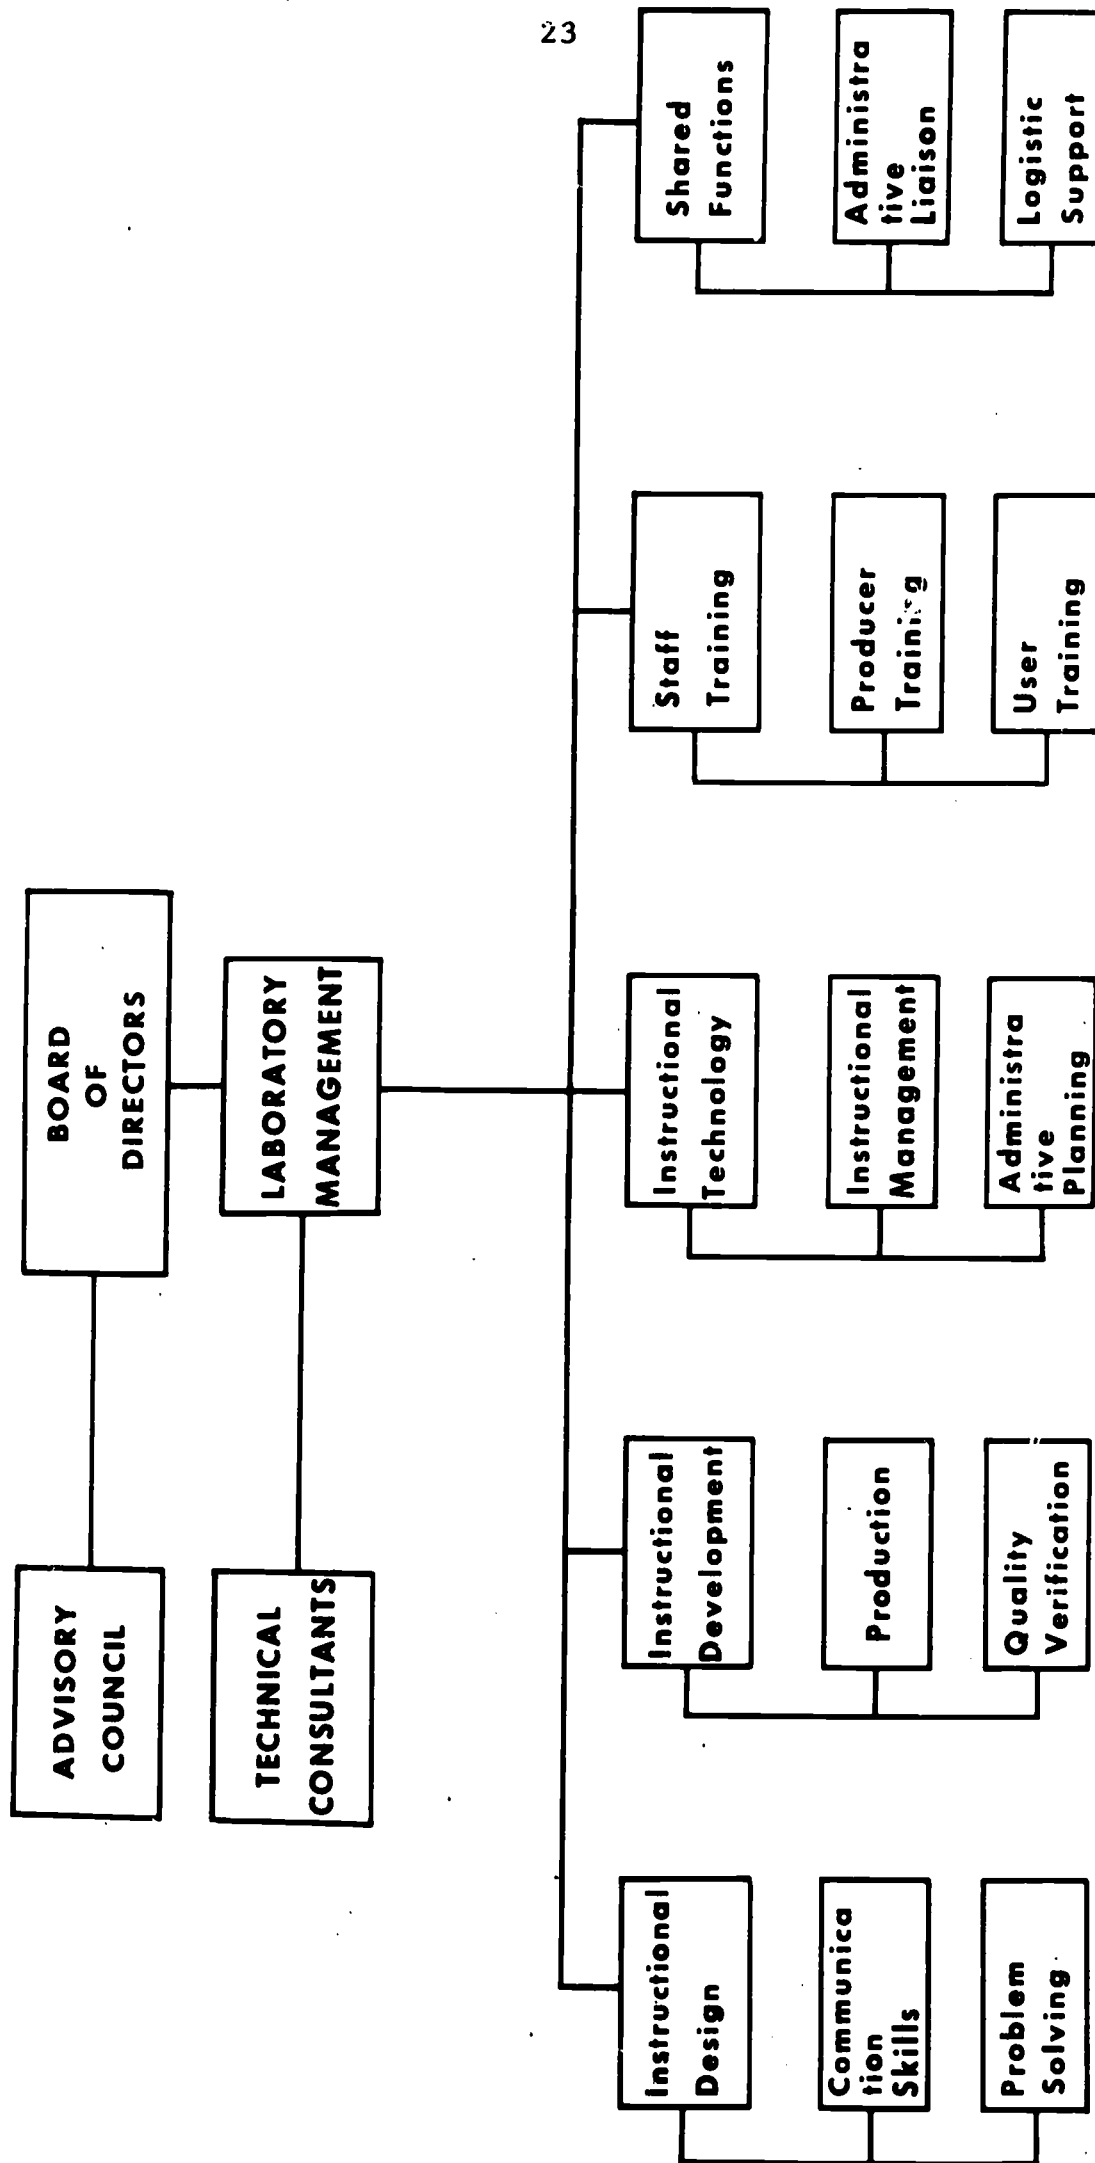 23
ADVISORY
COUNCIL
BOARD
OF
DIRECTORS
TECHNICAL
CONSULTANTS
LABORATORY
MANAGEMENT
Instructional
Design
Communica
tion
Skills
Problem
Solving
Instructional
Development
Production
Quality
Verification
Instructional
Technology
Instructional
Management
Administra
tive
Planning
Staff
Training
Producer
Training
User
Training
Shared
Functions
Administra
tive
Liaison
Logistic
Support